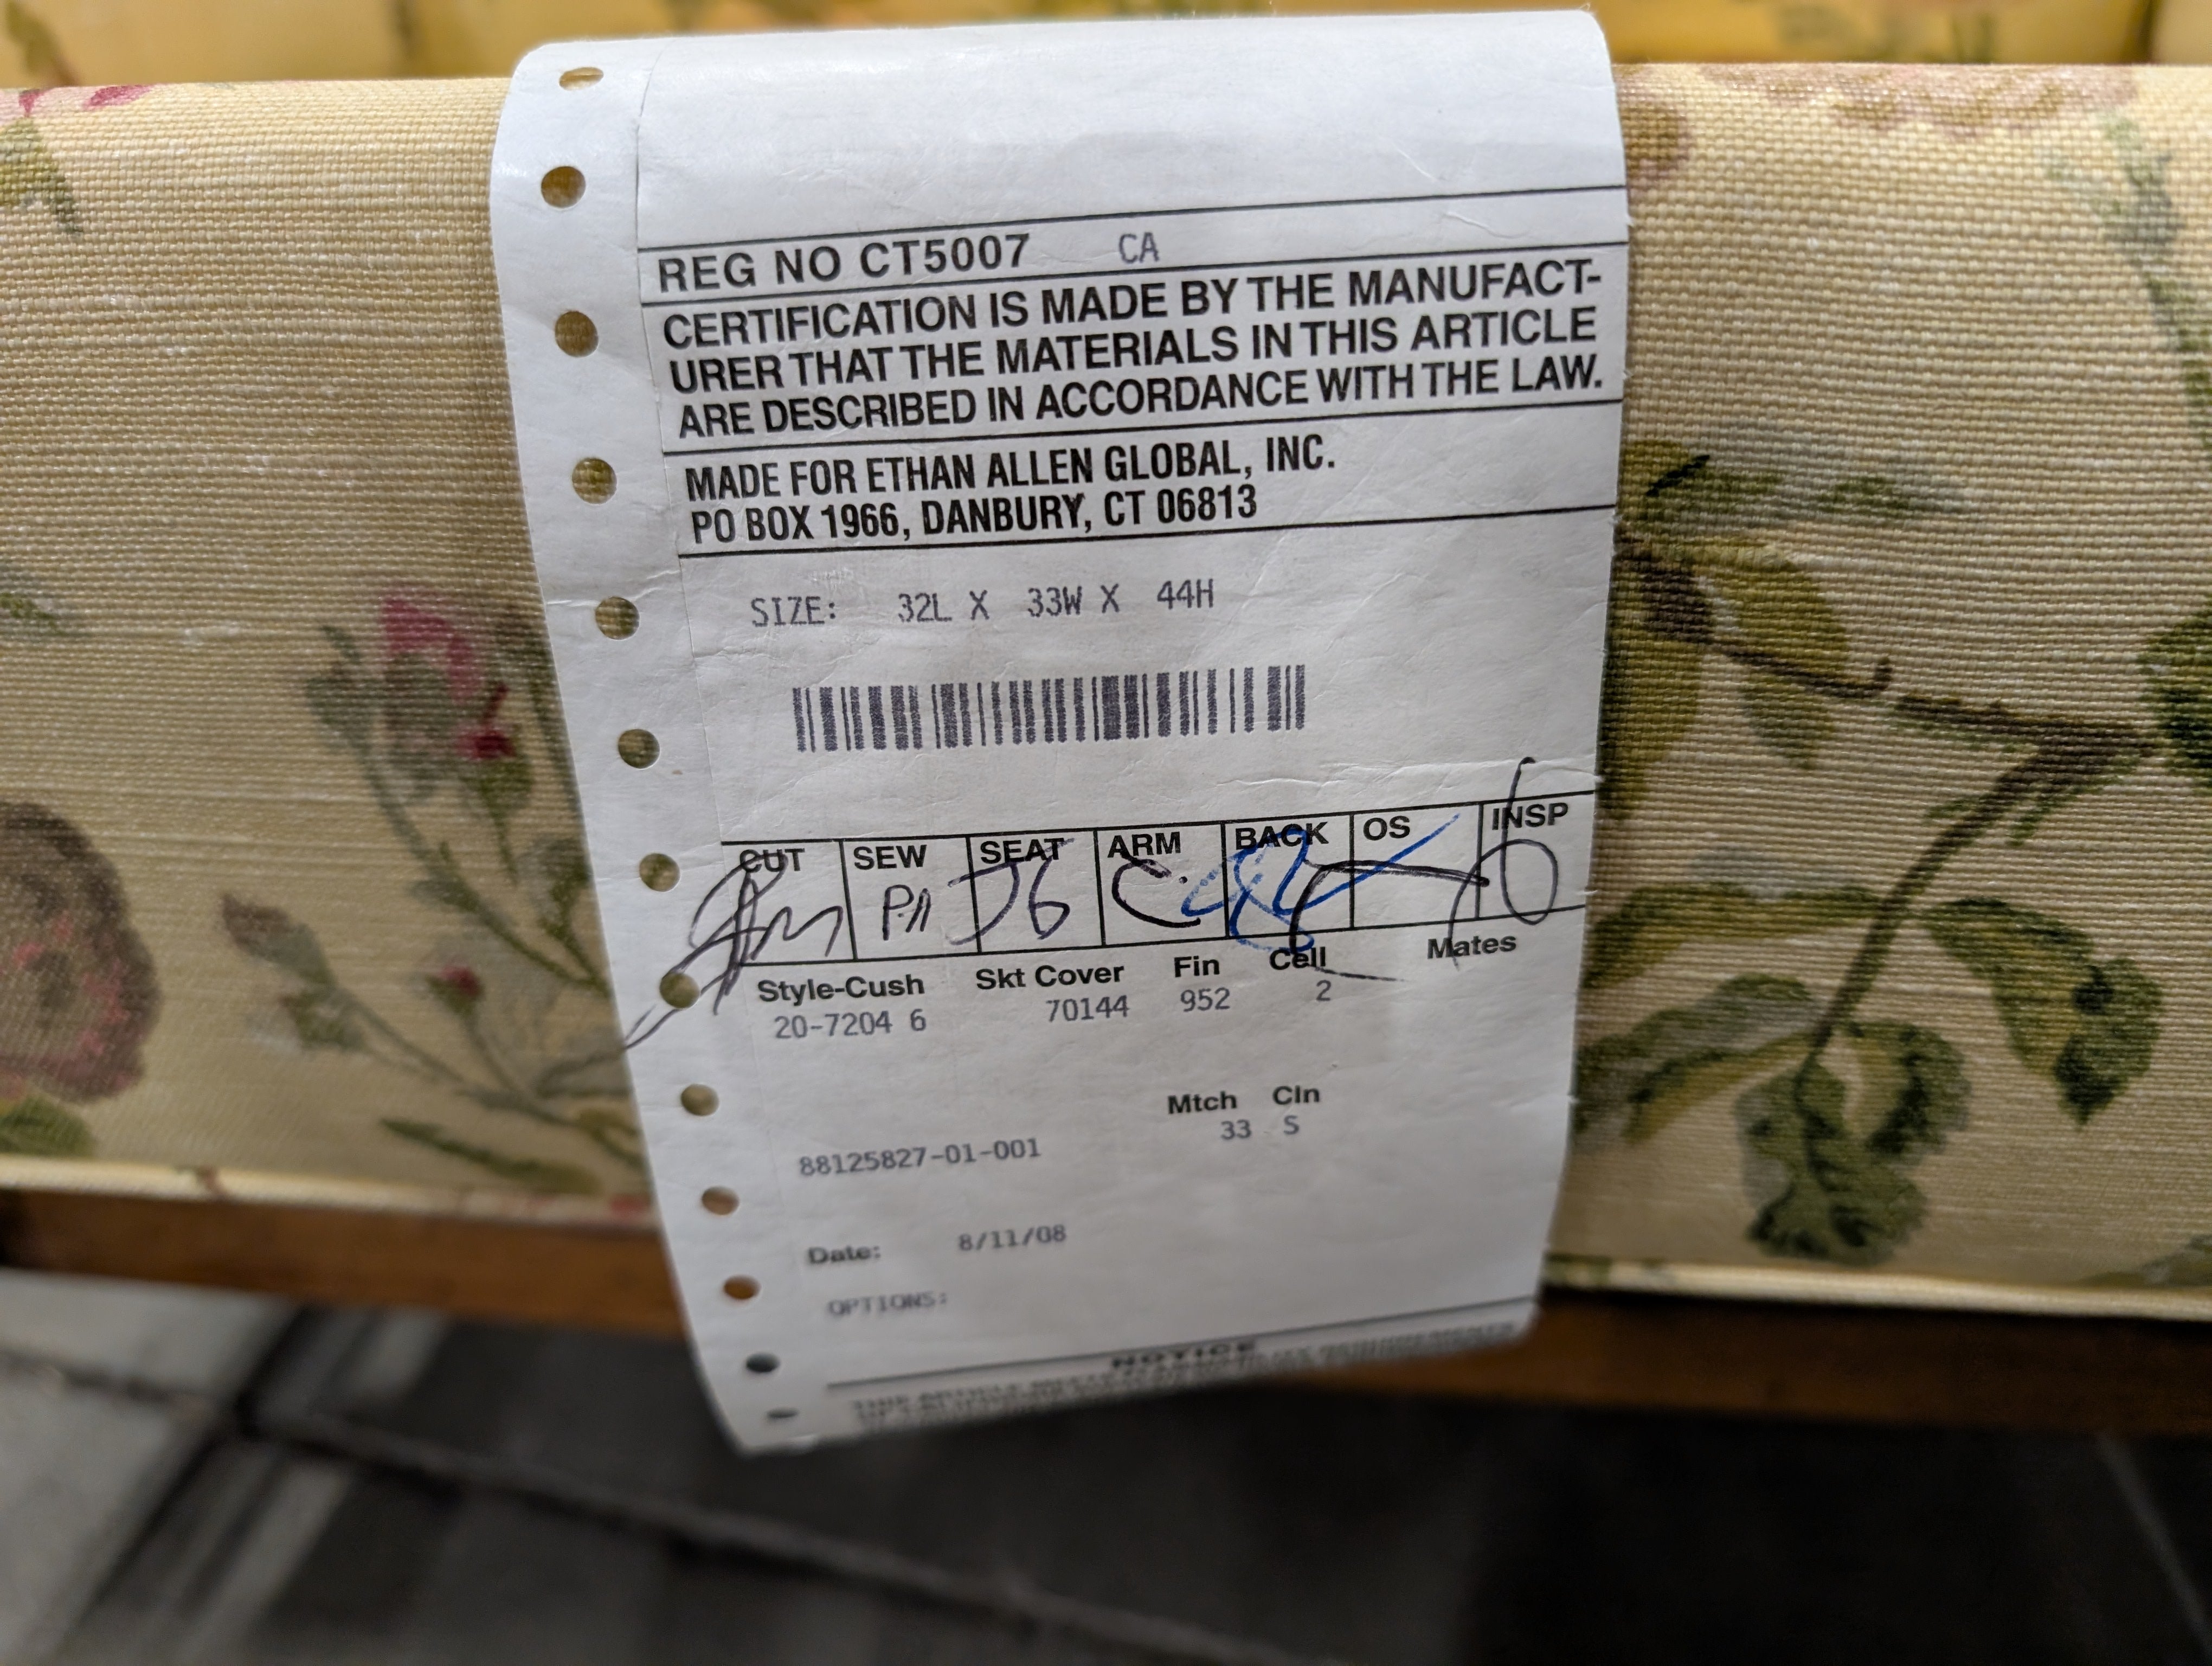 REG NO CT5007 CA
CERTIFICATION IS MADE BY THE MANUFACT-
URER THAT THE MATERIALS IN THIS ARTICLE
ARE DESCRIBED IN ACCORDANCE WITH THE LAW.
MADE FOR ETHAN ALLEN GLOBAL, INC.
PO BOX 1966, DANBURY, CT 06813
SIZE: 32L X 33W X 44H
CUT SEW SEAT ARM BACK OS INSP
Style-Cush Skt Cover Fin Cell Mates
20-7204 6 70144 952 2
Mtch Cln
33 S
88125827-01-001
Date: 8/11/08
OPTIONS:
NOTICE